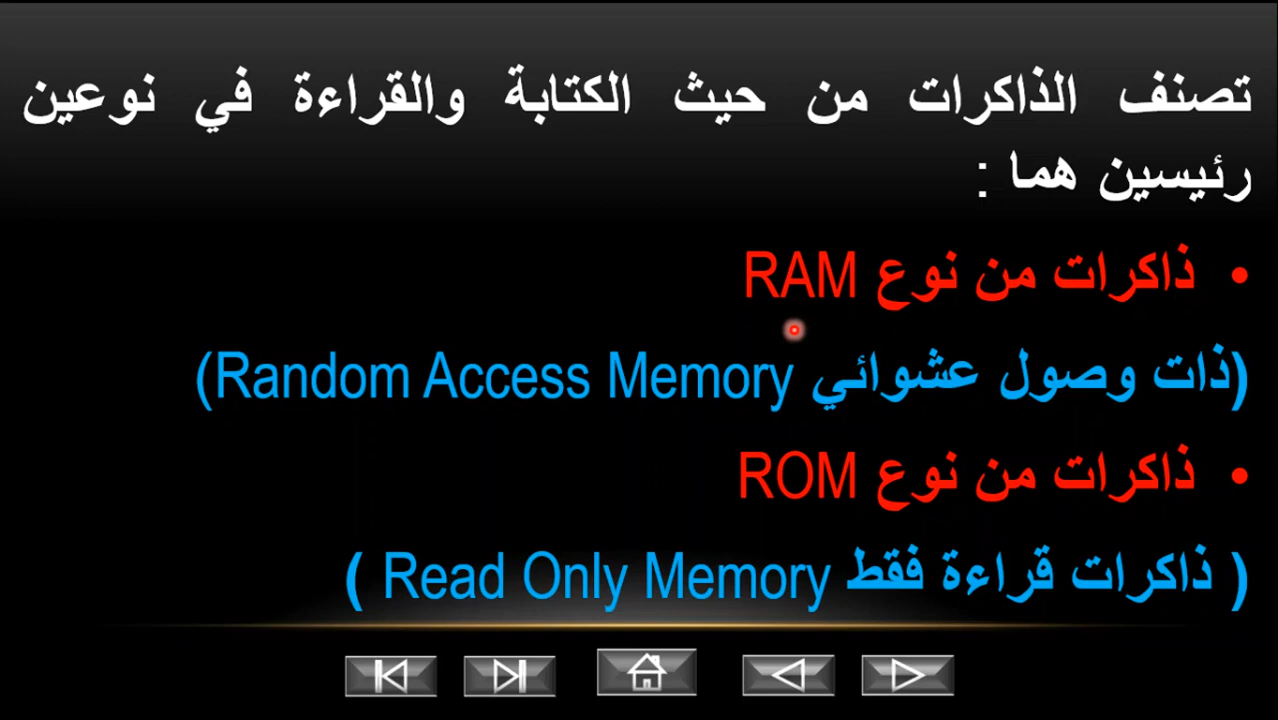 تصنف الذاكرات من حيث الكتابة والقراءة في نوعين
رئيسين هما :
• ذاكرات من نوع RAM
(ذات وصول عشوائي Random Access Memory)
• ذاكرات من نوع ROM
( ذاكرات قراءة فقط Read Only Memory )